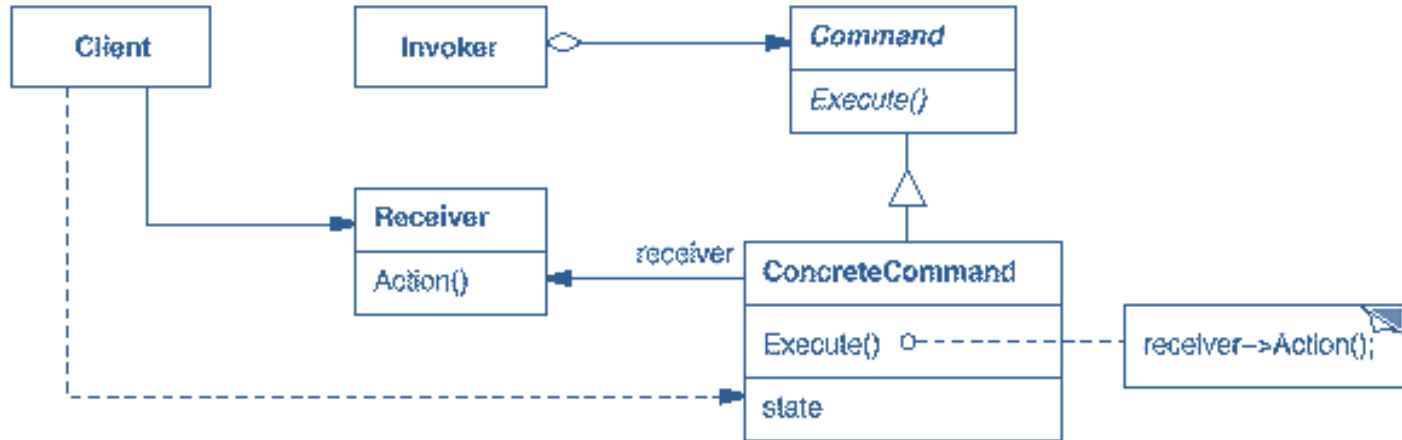 Client
Invoker
Command
Execute()
Receiver
Action()
receiver
ConcreteCommand
Execute()
receiver–>Action();
state